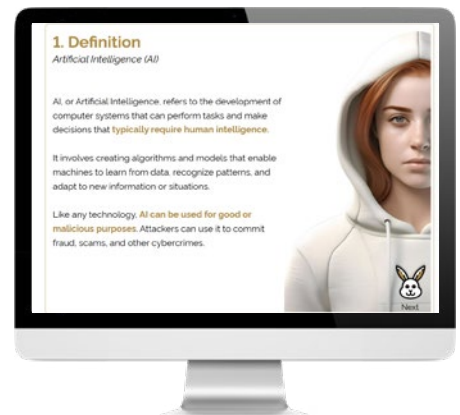 1. Definition
Artificial Intelligence (AI)
AI, or Artificial Intelligence, refers to the development of
computer systems that can perform tasks and make
decisions that typically require human intelligence.
It involves creating algorithms and models that enable
machines to learn from data, recognize patterns, and
adapt to new information or situations.
Like any technology, AI can be used for good or
malicious purposes. Attackers can use it to commit
fraud, scams, and other cybercrimes.
Next